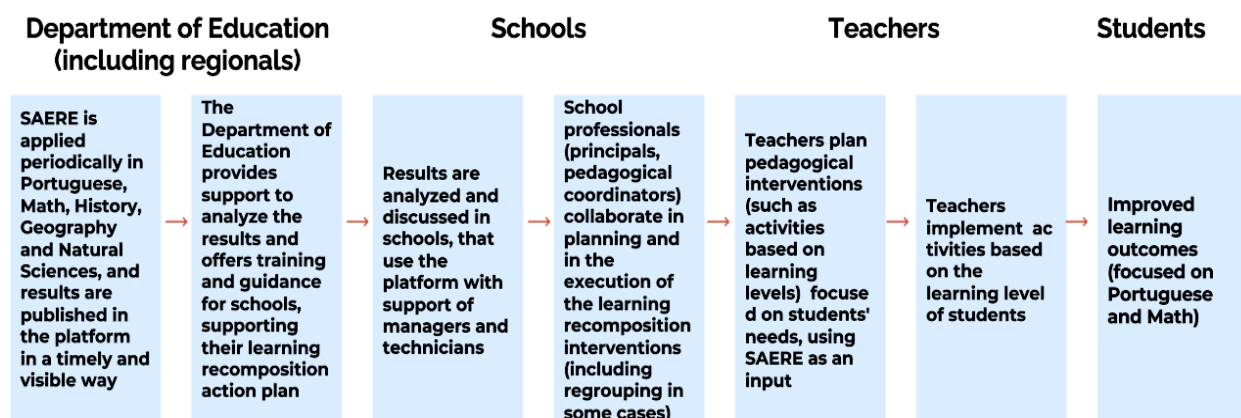 Department of Education
(including regionals)
Schools
Teachers
Students
SAERE is
applied
periodically in
Portuguese,
Math, History,
Geography
and Natural
Sciences, and
results are
published in
the platform
in a timely and
visible way
→
The
Department of
Education
provides
support to
analyze the
results and
offers training
and guidance
for schools,
supporting
their learning
recomposition
action plan
→
Results are
analyzed and
discussed in
schools, that
use the
platform with
support of
managers and
technicians
→
School
professionals
(principals,
pedagogical
coordinators)
collaborate in
planning and
in the
execution of
the learning
recomposition
interventions
(including
regrouping in
some cases)
→
Teachers plan
pedagogical
interventions
(such as
activities
based on
learning
levels) focuse
d on students'
needs, using
SAERE as an
input
→
Teachers
implement ac
tivities based
on the
learning level
of students
→
Improved
learning
outcomes
(focused on
Portuguese
and Math)